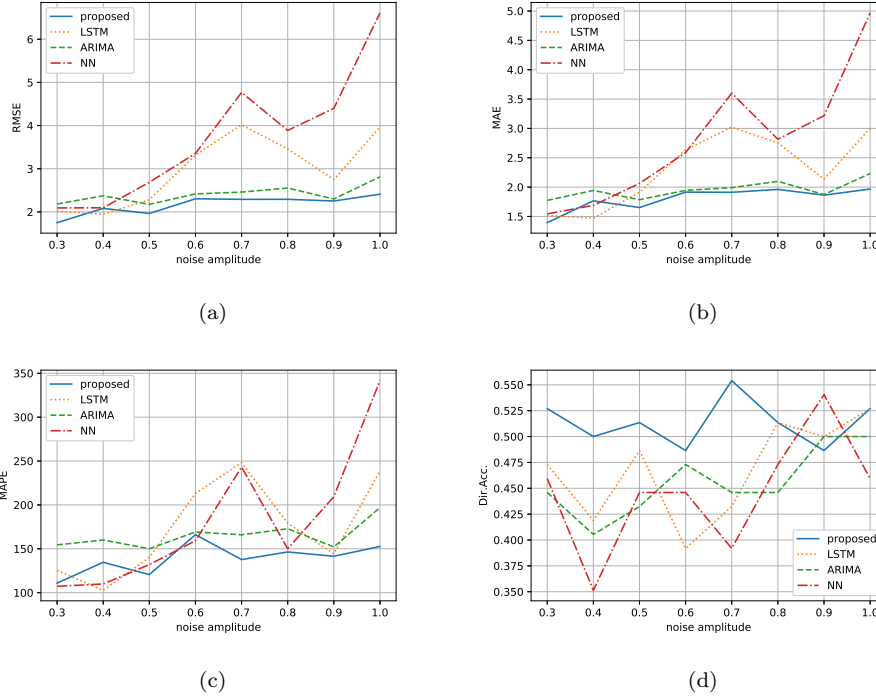 proposed
LSTM
ARIMA
NN
RMSE
6
5
4
3
2
0.3 0.4 0.5 0.6 0.7 0.8 0.9 1.0
noise amplitude
(a)
proposed
LSTM
ARIMA
NN
MAE
5.0
4.5
4.0
3.5
3.0
2.5
2.0
1.5
0.3 0.4 0.5 0.6 0.7 0.8 0.9 1.0
noise amplitude
(b)
proposed
LSTM
ARIMA
NN
MAPE
350
300
250
200
150
100
0.3 0.4 0.5 0.6 0.7 0.8 0.9 1.0
noise amplitude
(c)
Dir.Acc.
0.550
0.525
0.500
0.475
0.450
0.425
0.400
0.375
0.350
proposed
LSTM
ARIMA
NN
0.3 0.4 0.5 0.6 0.7 0.8 0.9 1.0
noise amplitude
(d)